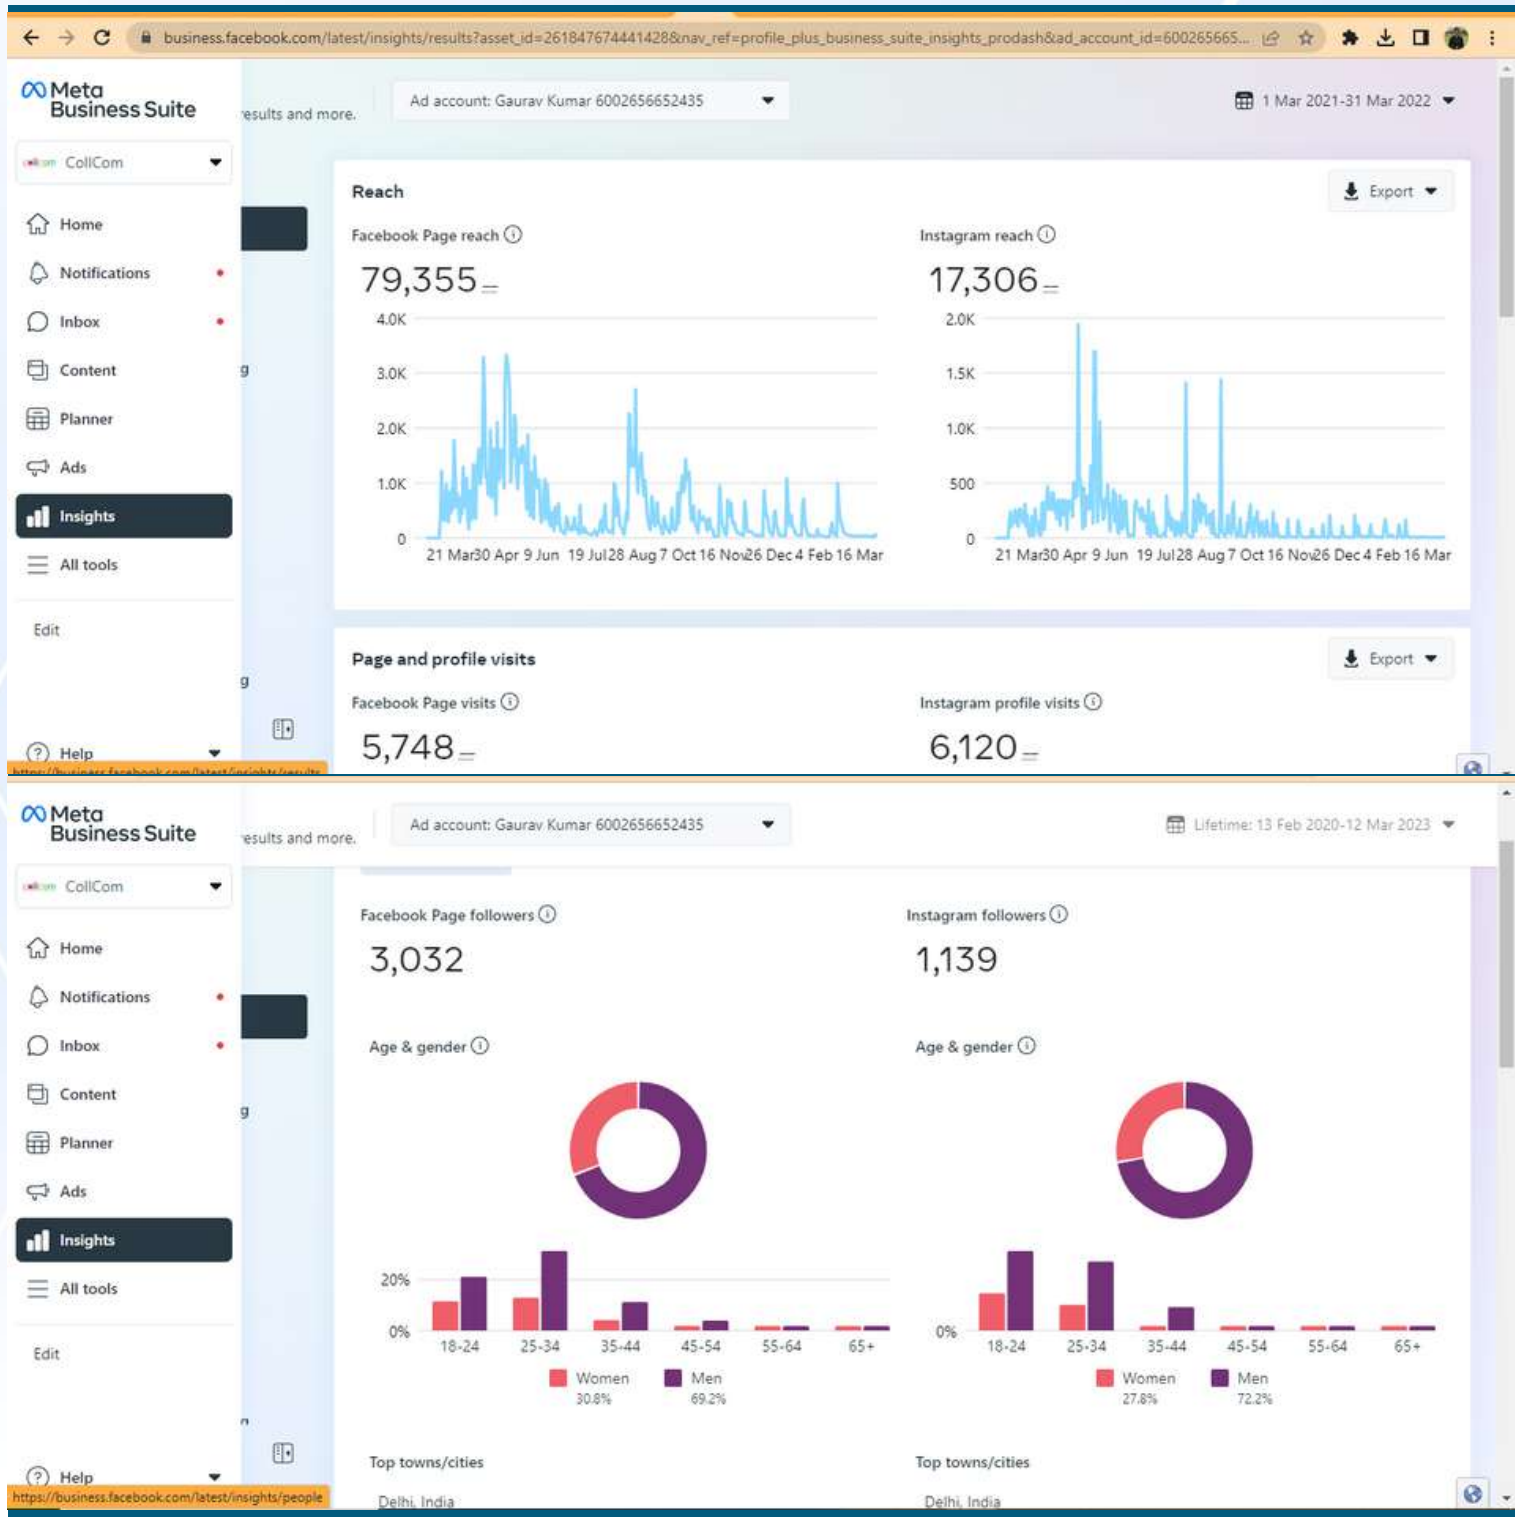 business.facebook.com/latest/insights/results?asset_id=261847674441428&nav_ref=profile_plus_business_suite_insights_prodash&ad_account_id=600265665...
Meta
Business Suite
results and more.
Ad account: Gaurav Kumar 6002656652435
1 Mar 2021-31 Mar 2022
CollCom
Home
Notifications
Inbox
Content
g
Planner
Ads
Insights
All tools
Edit
g
Help
https://business.facebook.com/latest/insights/results
Reach
Export
Facebook Page reach
79,355
4.0K
3.0K
2.0K
1.0K
0
21 Mar 30 Apr 9 Jun 19 Jul 28 Aug 7 Oct 16 Nov 26 Dec 4 Feb 16 Mar
Instagram reach
17,306
2.0K
1.5K
1.0K
500
0
21 Mar 30 Apr 9 Jun 19 Jul 28 Aug 7 Oct 16 Nov 26 Dec 4 Feb 16 Mar
Page and profile visits
Export
Facebook Page visits
5,748
Instagram profile visits
6,120
Meta
Business Suite
results and more.
Ad account: Gaurav Kumar 6002656652435
Lifetime: 13 Feb 2020-12 Mar 2023
CollCom
Home
Notifications
Inbox
Content
g
Planner
Ads
Insights
All tools
Edit
Help
https://business.facebook.com/latest/insights/people
Facebook Page followers
3,032
Age & gender
20%
0%
18-24 25-34 35-44 45-54 55-64 65+
Women Men
30.8% 69.2%
Top towns/cities
Delhi, India
Instagram followers
1,139
Age & gender
0%
18-24 25-34 35-44 45-54 55-64 65+
Women Men
27.8% 72.2%
Top towns/cities
Delhi, India